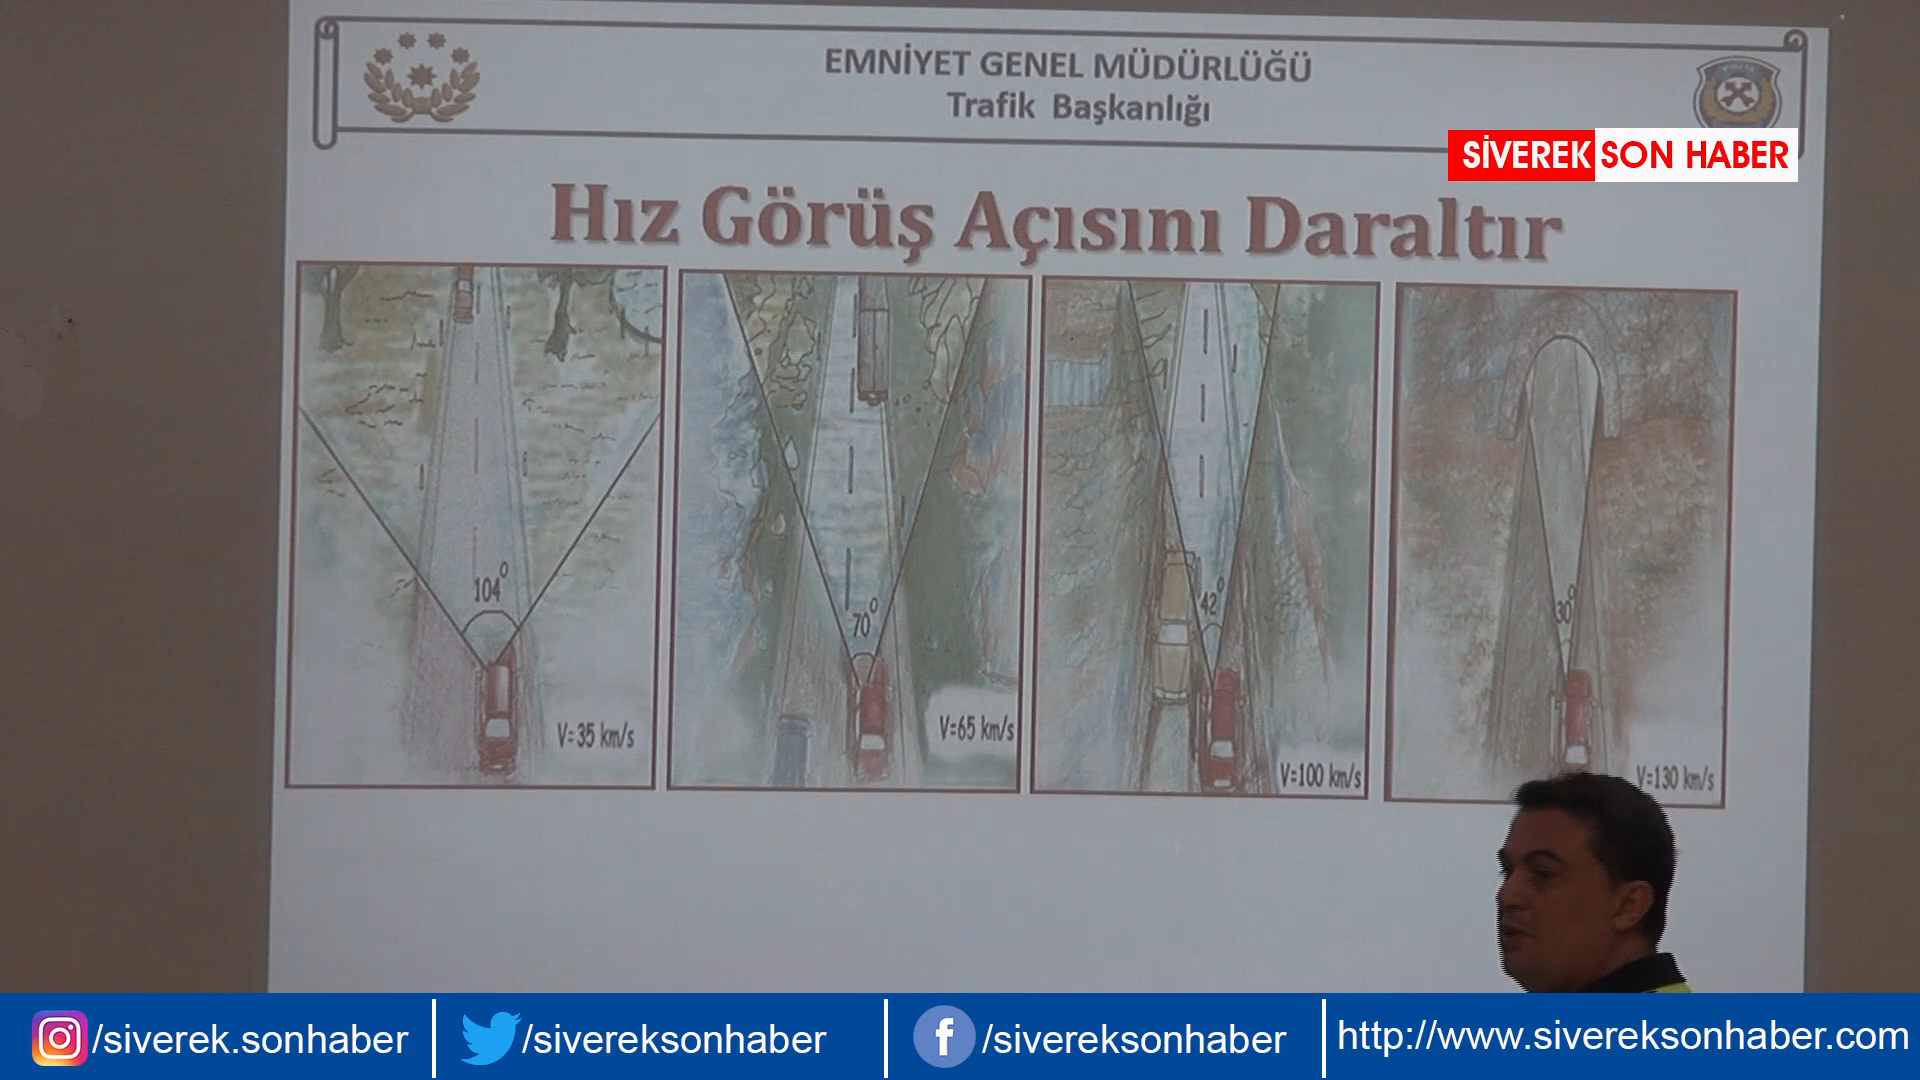 EMNİYET GENEL MÜDÜRLÜĞÜ
Trafik Başkanlığı
SİVEREK SON HABER
Hız Görüş Açısını Daraltır
104°
V=35 km/s
70°
V=65 km/s
42°
V=100 km/s
30°
V=130 km/s
/siverek.sonhaber
/sivereksonhaber
/sivereksonhaber
http://www.sivereksonhaber.com